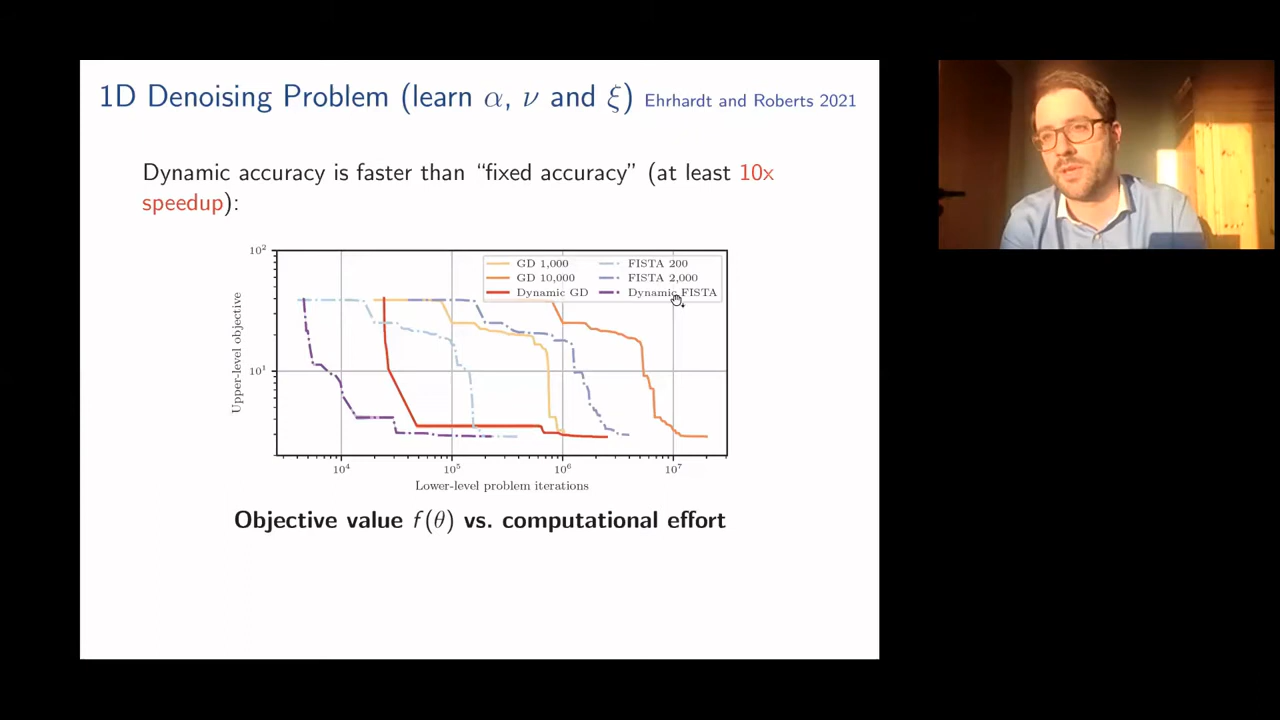 1D Denoising Problem (learn α, ν and ξ) Ehrhardt and Roberts 2021
Dynamic accuracy is faster than “fixed accuracy” (at least 10x
speedup):
10²
10¹
Upper-level objective
GD 1,000
GD 10,000
Dynamic GD
FISTA 200
FISTA 2,000
Dynamic FISTA
10⁴ 10⁵ 10⁶ 10⁷
Lower-level problem iterations
Objective value f(θ) vs. computational effort